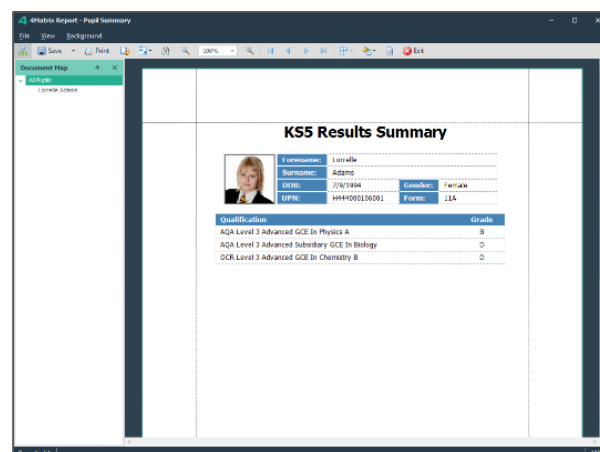 4Matrix Report - Pupil Summary
File View Background
Save Print 100% Exit
Document Map
All Pupils
Lorrelle Adams
KS5 Results Summary
Forename: Lorrelle
Surname: Adams
DOB: 7/9/1994 Gender: Female
UPN: H444000106001 Form: 11A
Qualification Grade
AQA Level 3 Advanced GCE In Physics A B
AQA Level 3 Advanced Subsidiary GCE In Biology D
OCR Level 3 Advanced GCE In Chemistry B D